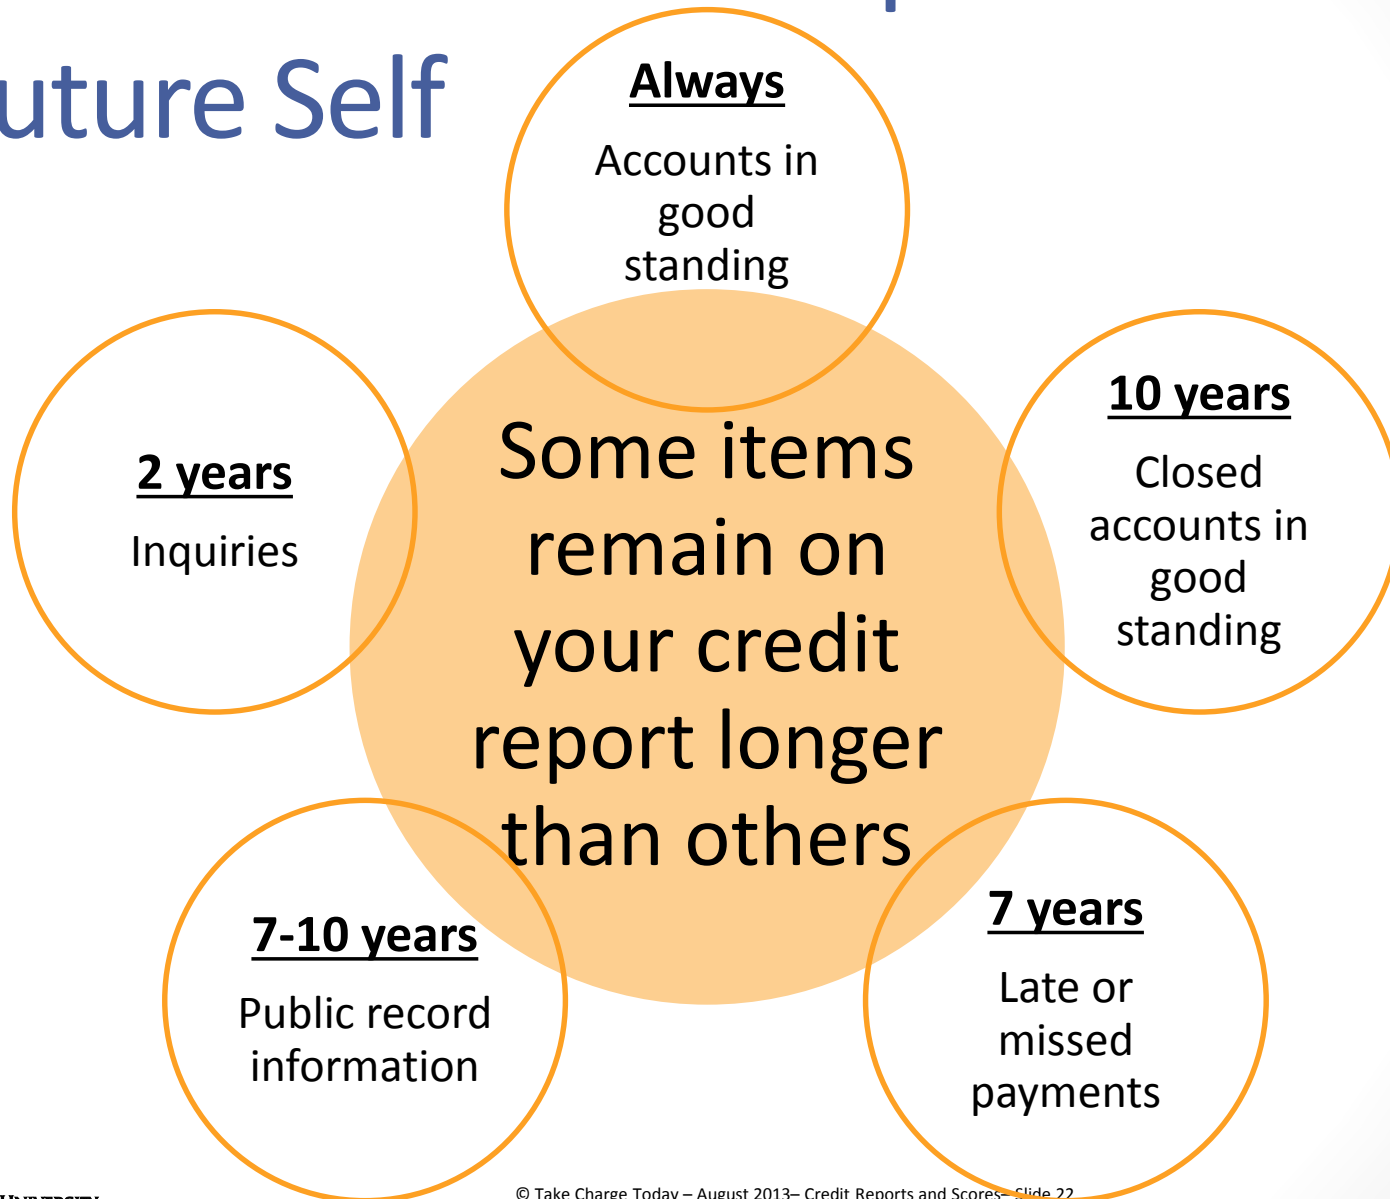 uture Self
Always
Accounts in
good
standing
10 years
Closed
accounts in
good
standing
2 years
Inquiries
Some items
remain on
your credit
report longer
than others
7 years
Late or
missed
payments
7-10 years
Public record
information
© Take Charge Today – August 2013– Credit Reports and Scores– Slide 22
UNIVERSITY